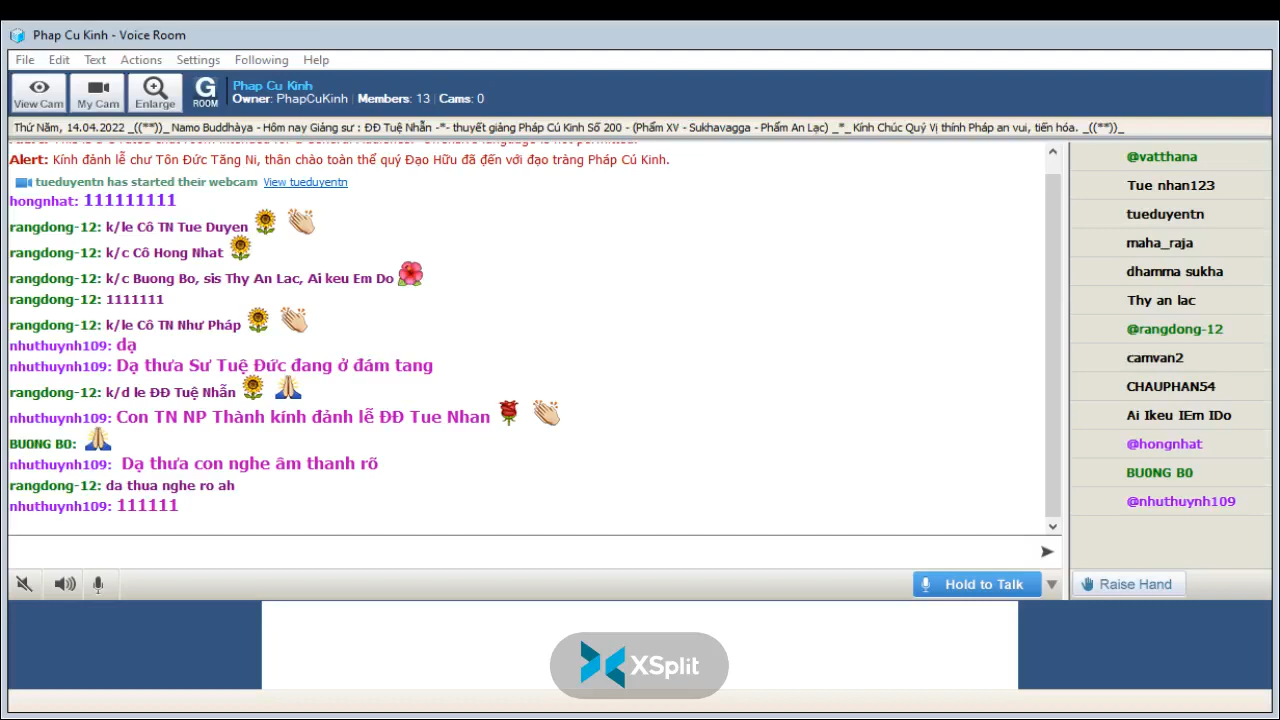 Phap Cu Kinh - Voice Room
File Edit Text Actions Settings Following Help
View Cam My Cam Enlarge G ROOM
Phap Cu Kinh
Owner: PhapCuKinh Members: 13 Cams: 0
Thứ Năm, 14.04.2022 _((**))_ Namo Buddhàya - Hôm nay Giảng sư : ĐĐ Tuệ Nhẫn -*- thuyết giảng Pháp Cú Kinh Số 200 - (Phẩm XV - Sukhavagga - Phẩm An Lạc) _*_ Kính Chúc Quý Vị thính Pháp an vui, tiến hóa. _((**)_
Alert: Kính đảnh lễ chư Tôn Đức Tăng Ni, thân chào toàn thể quý Đạo Hữu đã đến với đạo tràng Pháp Cú Kinh.
tueduyentn has started their webcam View tueduyentn
hongnhat: 111111111
rangdong-12: k/le Cô TN Tue Duyen
rangdong-12: k/c Cô Hong Nhat
rangdong-12: k/c Buong Bo, sis Thy An Lac, Ai keu Em Do
rangdong-12: 1111111
rangdong-12: k/le Cô TN Như Pháp
nhuthuynh109: dạ
nhuthuynh109: Dạ thưa Sư Tuệ Đức đang ở đám tang
rangdong-12: k/d le ĐĐ Tuệ Nhẫn
nhuthuynh109: Con TN NP Thành kính đảnh lễ ĐĐ Tue Nhan
BU0NG B0:
nhuthuynh109: Dạ thưa con nghe âm thanh rõ
rangdong-12: da thua nghe ro ah
nhuthuynh109: 111111
@vatthana
Tue nhan123
tueduyentn
maha_raja
dhamma sukha
Thy an lac
@rangdong-12
camvan2
CHAUPHAN54
Ai Ikeu IEm IDo
@hongnhat
BU0NG B0
@nhuthuynh109
Hold to Talk
Raise Hand
XSplit